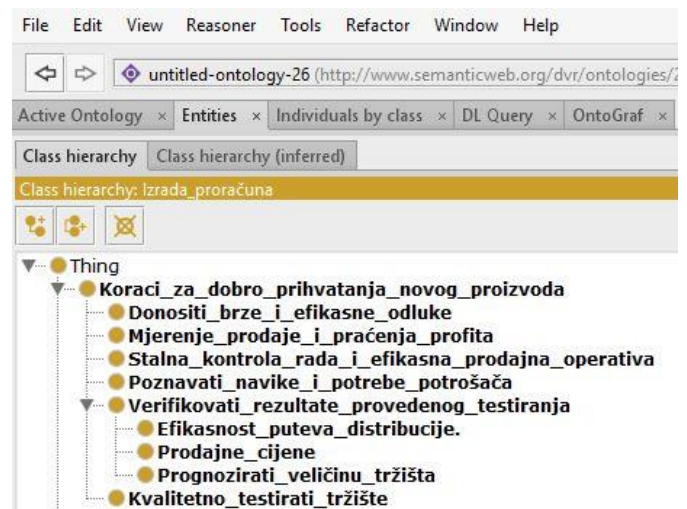 File Edit View Reasoner Tools Refactor Window Help
untitled-ontology-26 (http://www.semanticweb.org/dvr/ontologies/2
Active Ontology × Entities × Individuals by class × DL Query × OntoGraf ×
Class hierarchy Class hierarchy (inferred)
Class hierarchy: Izrada_proračuna
Thing
Koraci_za_dobro_prihvatanja_novog_proizvoda
Donositi_brze_i_efikasne_odluke
Mjerenje_prodaje_i_praćenja_profita
Stalna_kontrola_rada_i_efikasna_prodajna_operativa
Poznavati_navike_i_potrebe_potrošača
Verifikovati_rezultate_provedenog_testiranja
Efikasnost_puteva_distribucije.
Prodajne_cijene
Prognozirati_veličinu_tržišta
Kvalitetno_testirati_tržište